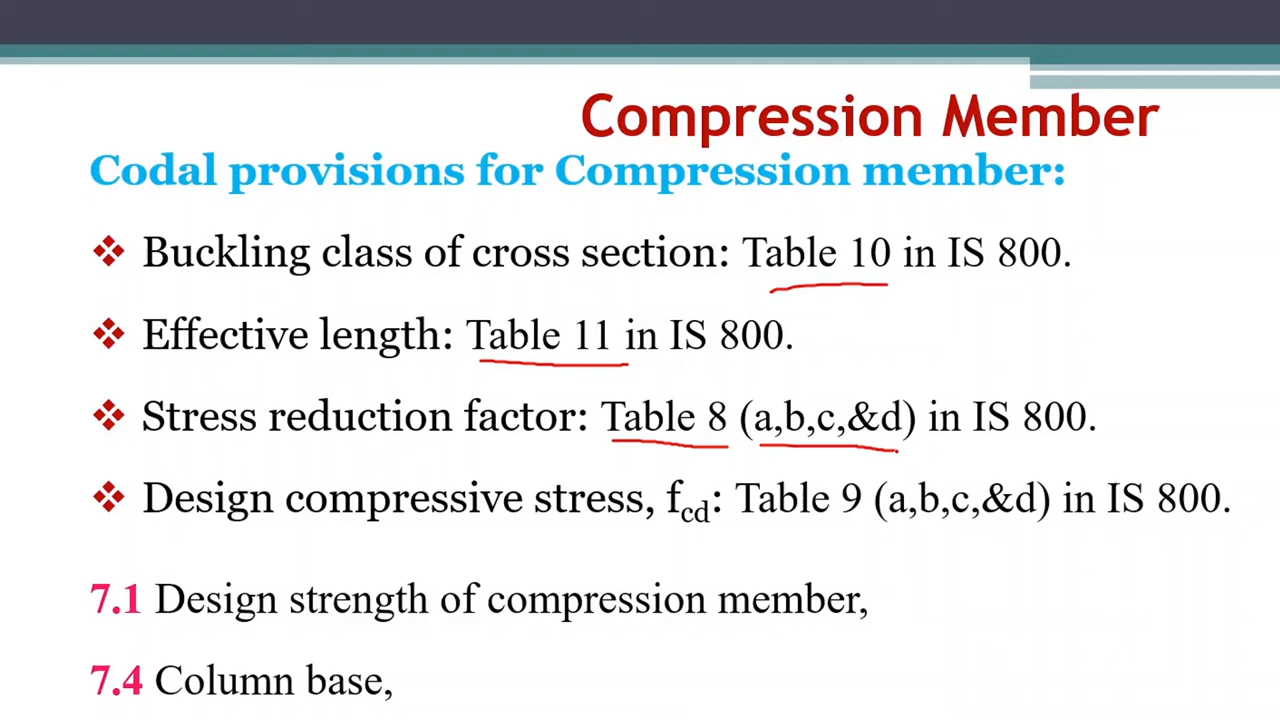 Compression Member
Codal provisions for Compression member:
❖ Buckling class of cross section: Table 10 in IS 800.
❖ Effective length: Table 11 in IS 800.
❖ Stress reduction factor: Table 8 (a,b,c,&d) in IS 800.
❖ Design compressive stress, fcd: Table 9 (a,b,c,&d) in IS 800.
7.1 Design strength of compression member,
7.4 Column base,